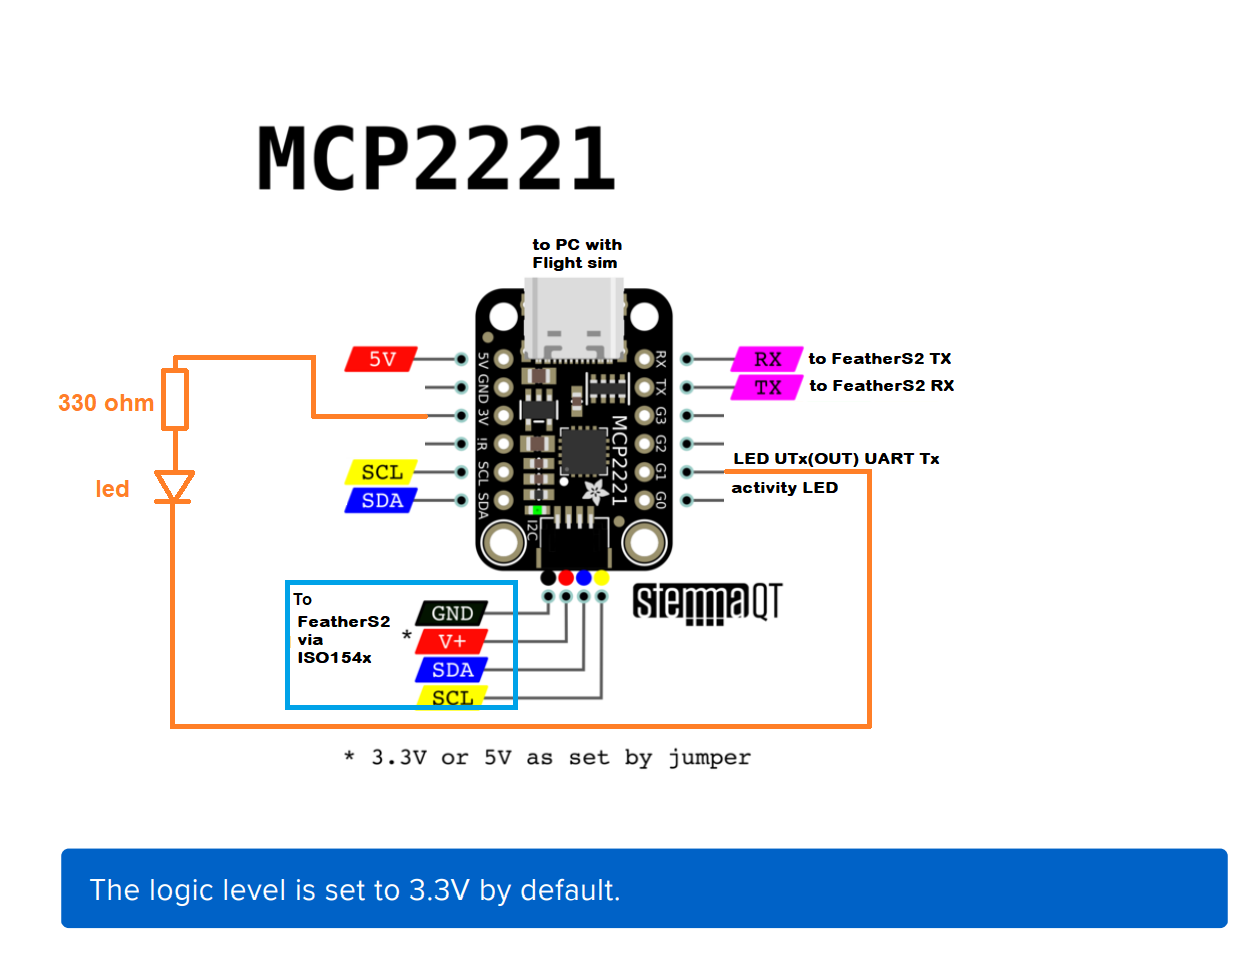 MCP2221
to PC with
Flight sim
5V
330 ohm
led
SCL
SDA
5V
GND
3V
!R
SCL
SDA
I2C
MCP2221
RX
TX
G3
G2
G1
G0
RX to FeatherS2 TX
TX to FeatherS2 RX
LED UTx(OUT) UART Tx
activity LED
stemma QT
To
FeatherS2
via
ISO154x
GND
* V+
SDA
SCL
* 3.3V or 5V as set by jumper
The logic level is set to 3.3V by default.